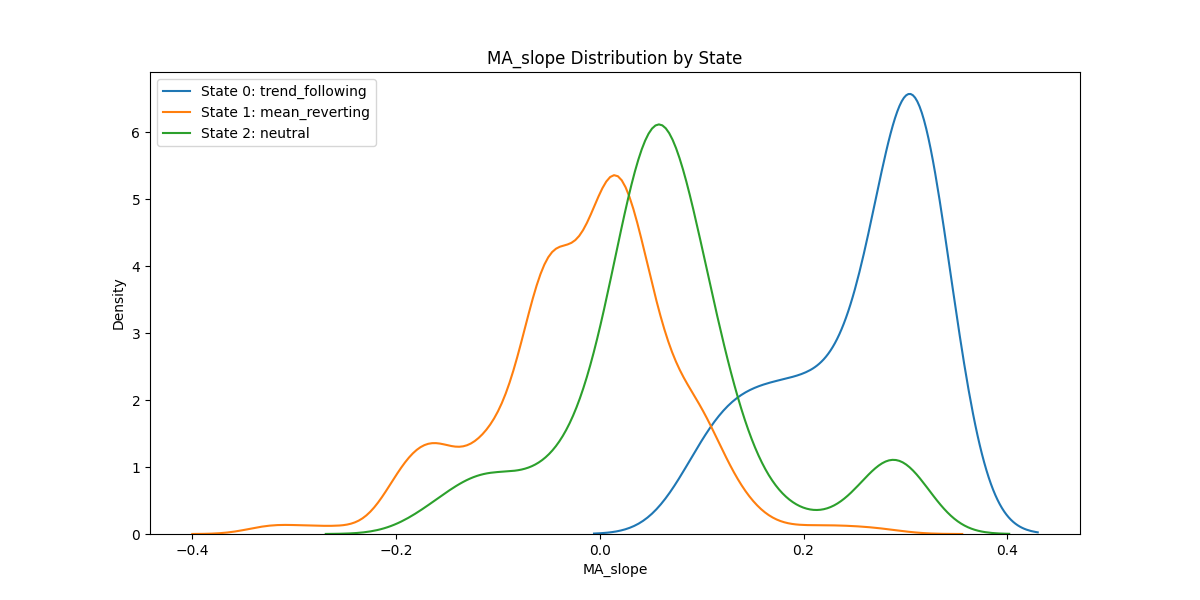 MA_slope Distribution by State
State 0: trend_following
State 1: mean_reverting
State 2: neutral
Density
6
5
4
3
2
1
0
−0.4
−0.2
0.0
0.2
0.4
MA_slope